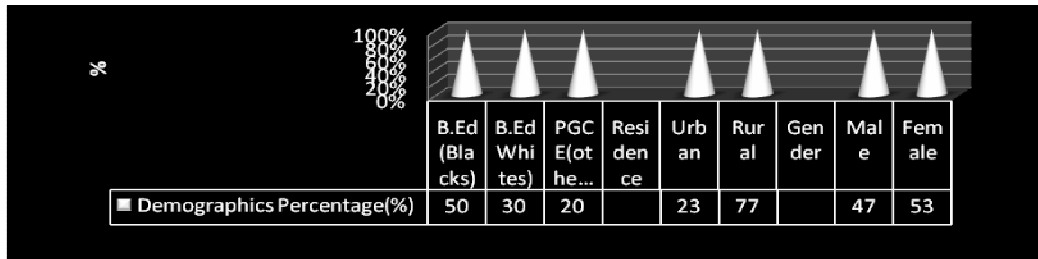 %
100%
80%
60%
40%
20%
0%
B.Ed (Bla cks)
B.Ed Whi tes)
PGC E(ot he...
Resi den ce
Urb an
Rur al
Gen der
Mal e
Fem ale
Demographics Percentage(%) 50 30 20 23 77 47 53